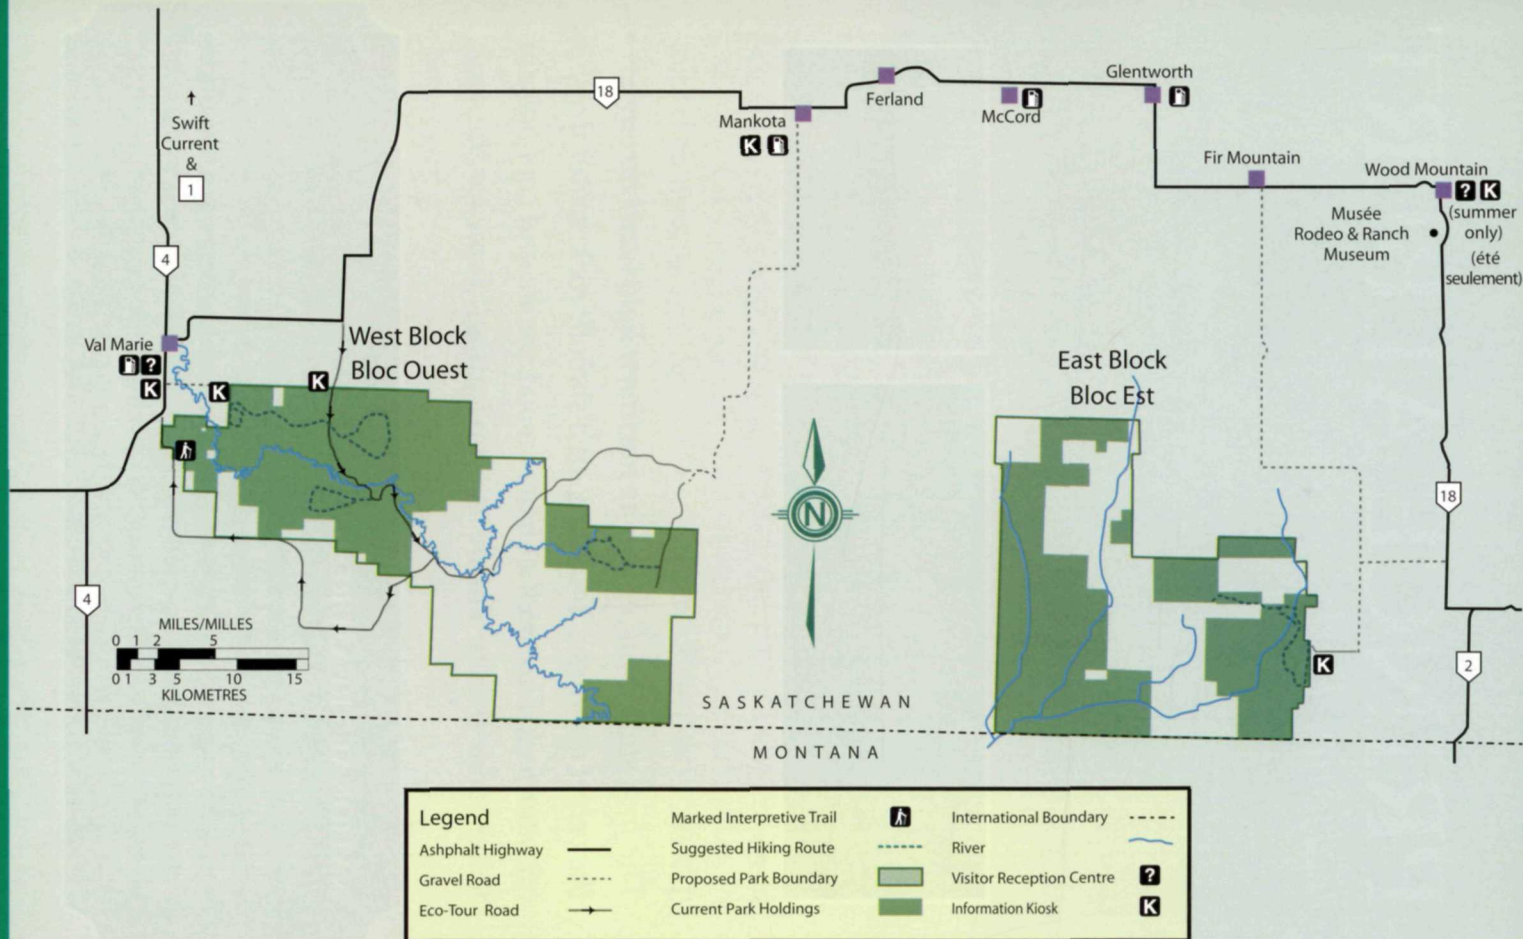 Swift
Current
&
1
4
18
Mankota
K
Ferland
McCord
Glentworth
Fir Mountain
Wood Mountain
? K
(summer
only)
(été
seulement)
Musée
Rodeo & Ranch
Museum
Val Marie
?
K
K
K
West Block
Bloc Ouest
East Block
Bloc Est
N
18
4
MILES/MILLES
0 1 2 5
0 1 3 5 10 15
KILOMETRES
K
2
SASKATCHEWAN
MONTANA
Legend
Ashphalt Highway
Gravel Road
Eco-Tour Road
Marked Interpretive Trail
Suggested Hiking Route
Proposed Park Boundary
Current Park Holdings
International Boundary
River
Visitor Reception Centre ?
Information Kiosk K